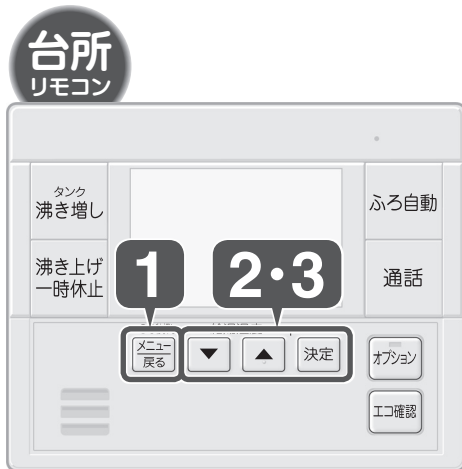 台所
リモコン
タンク
沸き増し
ふろ自動
沸き上げ
一時休止
通話
1
2・3
メニュー
戻る
▼
▲
決定
オプション
エコ確認